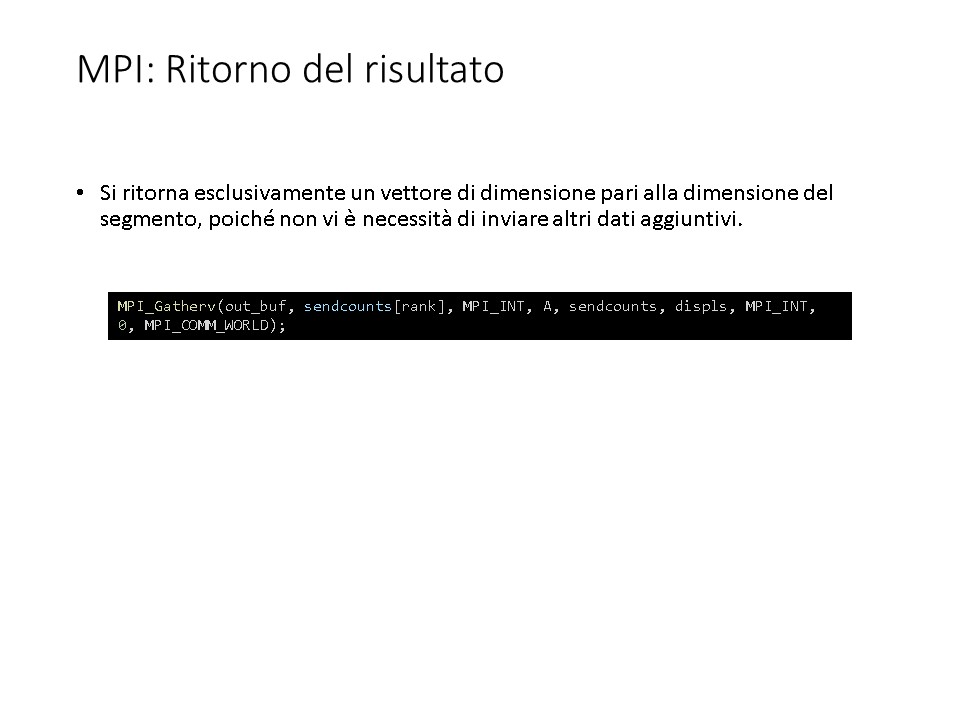 MPI: Ritorno del risultato
• Si ritorna esclusivamente un vettore di dimensione pari alla dimensione del
segmento, poiché non vi è necessità di inviare altri dati aggiuntivi.
MPI_Gatherv(out_buf, sendcounts[rank], MPI_INT, A, sendcounts, displs, MPI_INT,
0, MPI_COMM_WORLD);